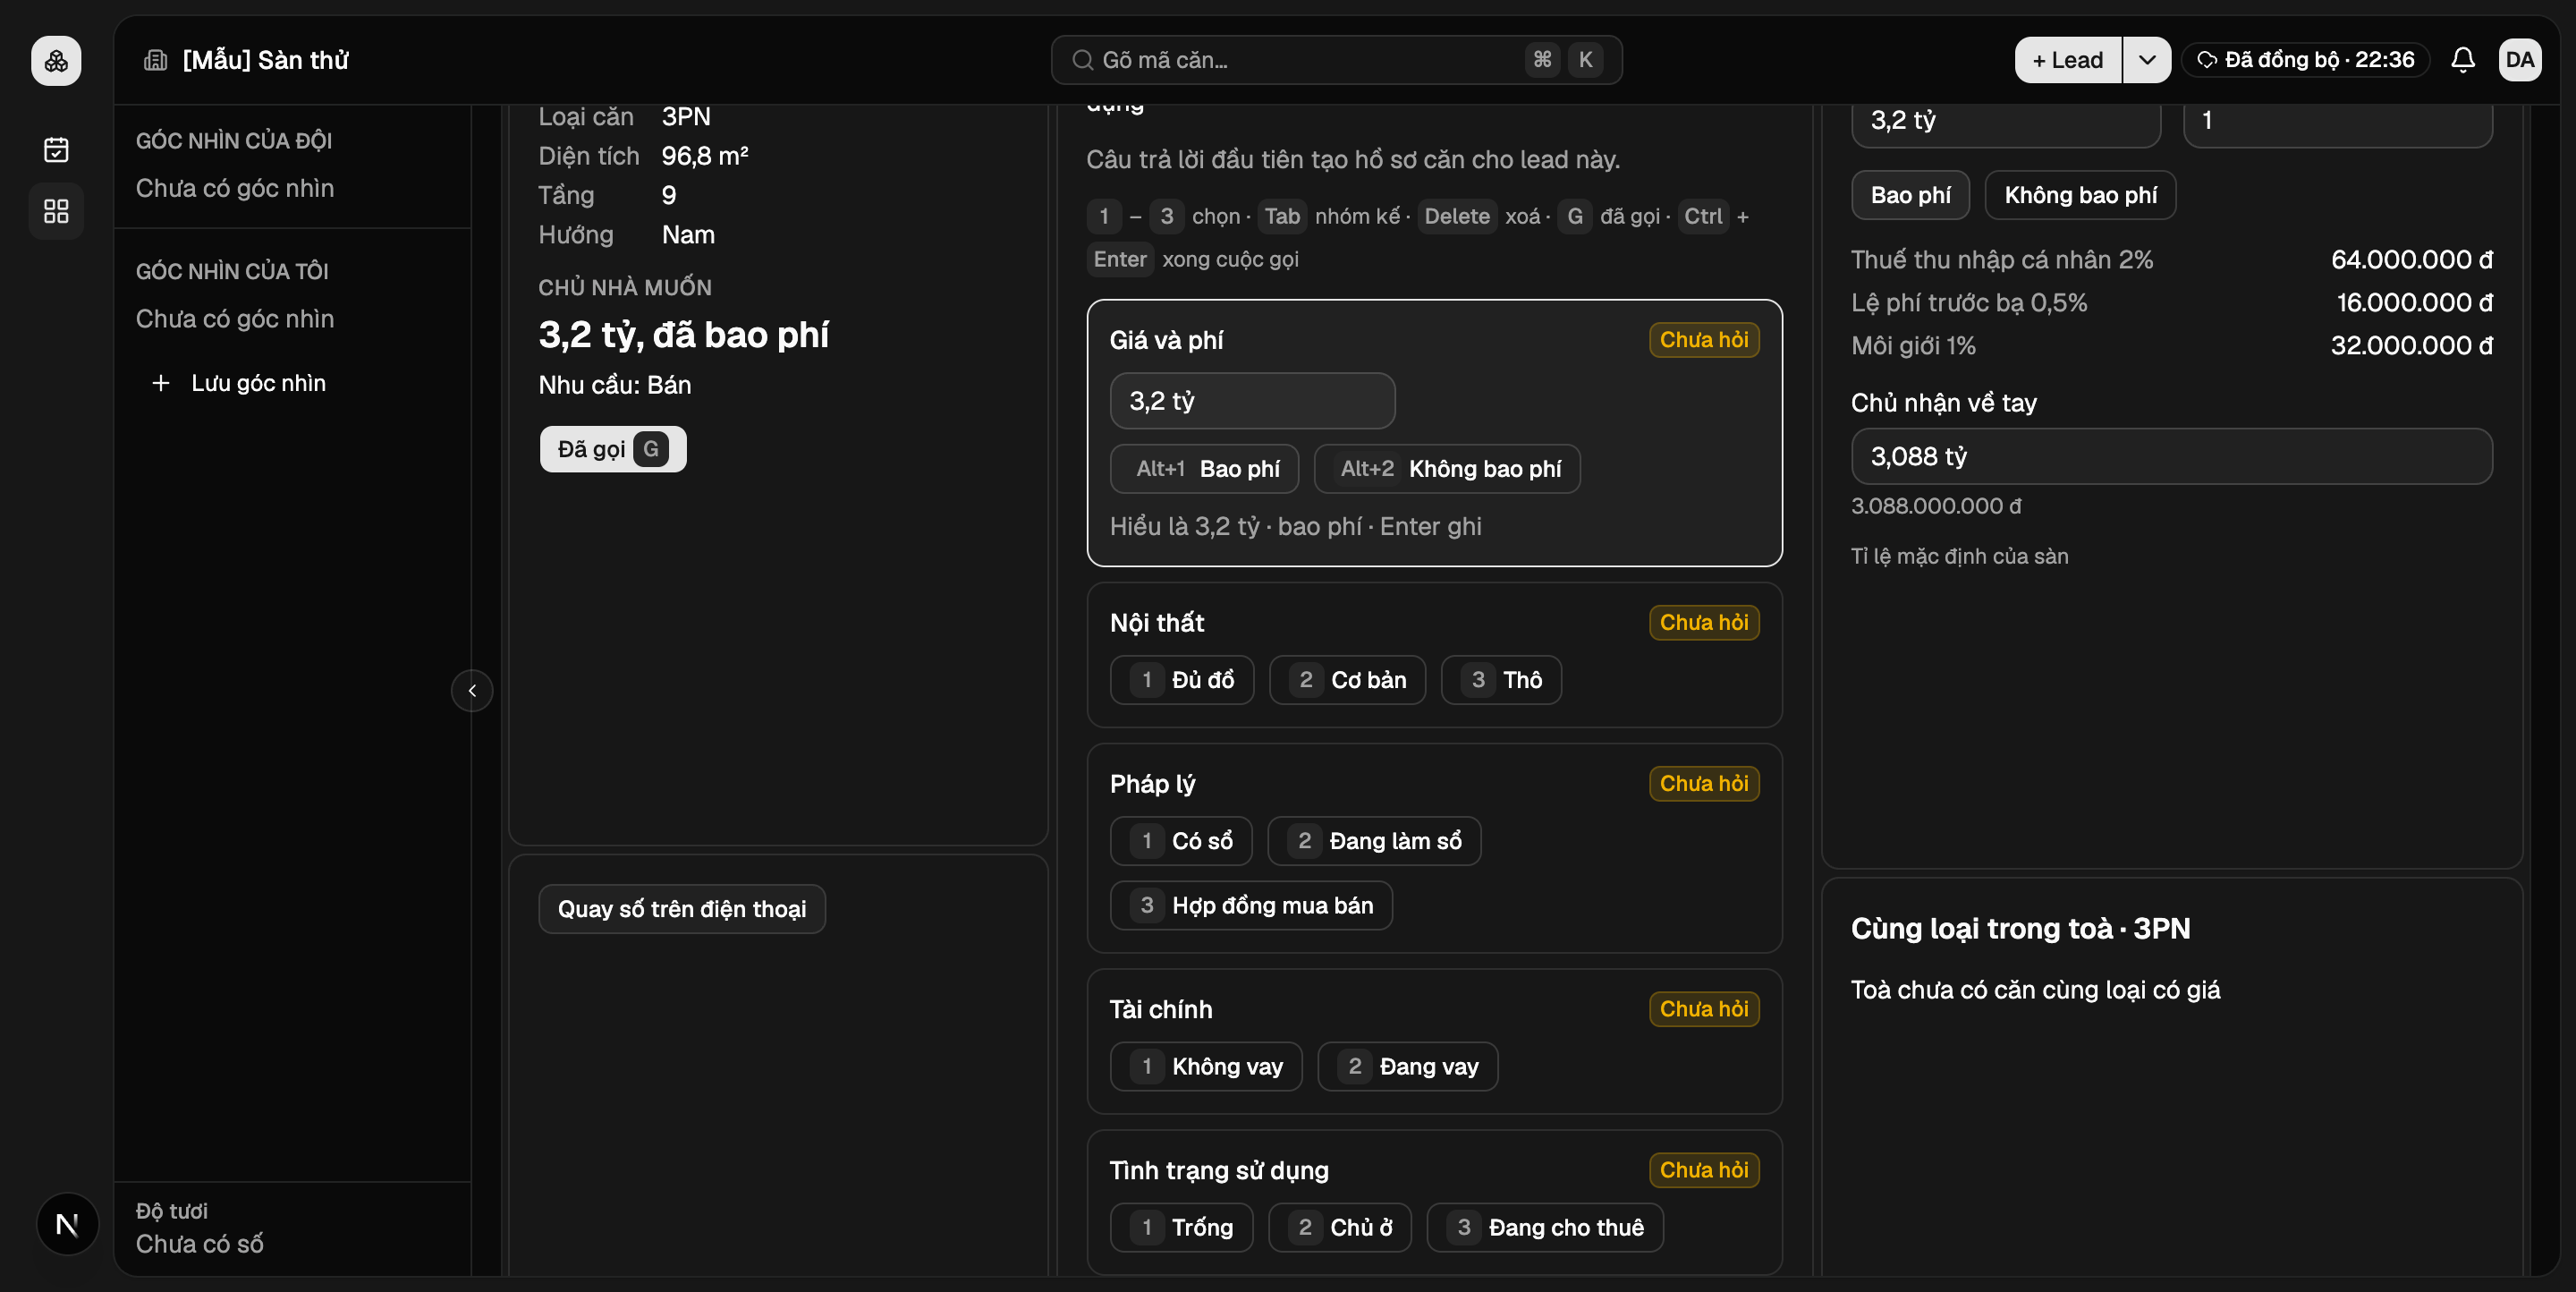 [Mẫu] Sàn thử
Gõ mã căn...
⌘ K
+ Lead
Đã đồng bộ · 22:36
DA
GÓC NHÌN CỦA ĐỘI
Chưa có góc nhìn
GÓC NHÌN CỦA TÔI
Chưa có góc nhìn
+ Lưu góc nhìn
Độ tươi
Chưa có số
N
Loại căn 3PN
Diện tích 96,8 m²
Tầng 9
Hướng Nam
CHỦ NHÀ MUỐN
3,2 tỷ, đã bao phí
Nhu cầu: Bán
Đã gọi G
Quay số trên điện thoại
dụng
Câu trả lời đầu tiên tạo hồ sơ căn cho lead này.
1 – 3 chọn · Tab nhóm kế · Delete xoá · G đã gọi · Ctrl +
Enter xong cuộc gọi
Giá và phí Chưa hỏi
3,2 tỷ
Alt+1 Bao phí Alt+2 Không bao phí
Hiểu là 3,2 tỷ · bao phí · Enter ghi
Nội thất Chưa hỏi
1 Đủ đồ 2 Cơ bản 3 Thô
Pháp lý Chưa hỏi
1 Có sổ 2 Đang làm sổ
3 Hợp đồng mua bán
Tài chính Chưa hỏi
1 Không vay 2 Đang vay
Tình trạng sử dụng Chưa hỏi
1 Trống 2 Chủ ở 3 Đang cho thuê
3,2 tỷ 1
Bao phí Không bao phí
Thuế thu nhập cá nhân 2% 64.000.000 đ
Lệ phí trước bạ 0,5% 16.000.000 đ
Môi giới 1% 32.000.000 đ
Chủ nhận về tay
3,088 tỷ
3.088.000.000 đ
Tỉ lệ mặc định của sàn
Cùng loại trong toà · 3PN
Toà chưa có căn cùng loại có giá